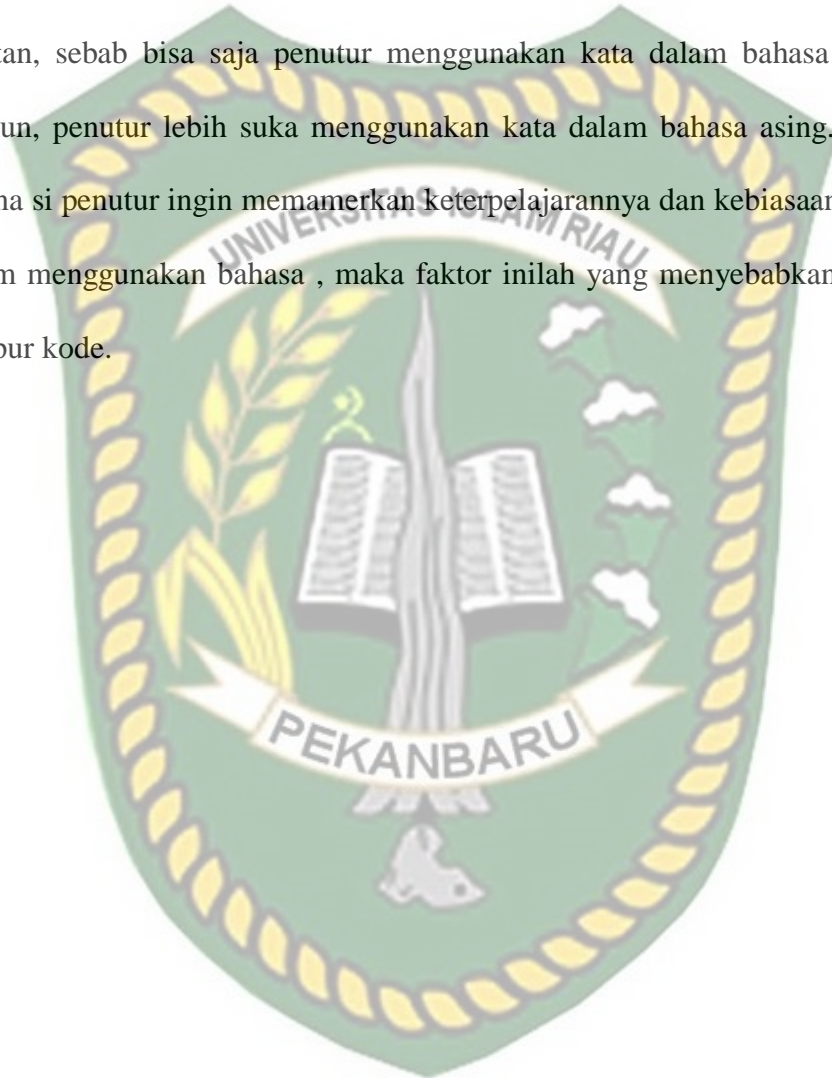 tan, sebab bisa saja penutur menggunakan kata dalam bahasa
un, penutur lebih suka menggunakan kata dalam bahasa asing.
na si penutur ingin memamerkan keterpelajarannya dan kebiasaan
m menggunakan bahasa , maka faktor inilah yang menyebabkan
pur kode.
UNIVERSITAS ISLAM RIAU
PEKANBARU